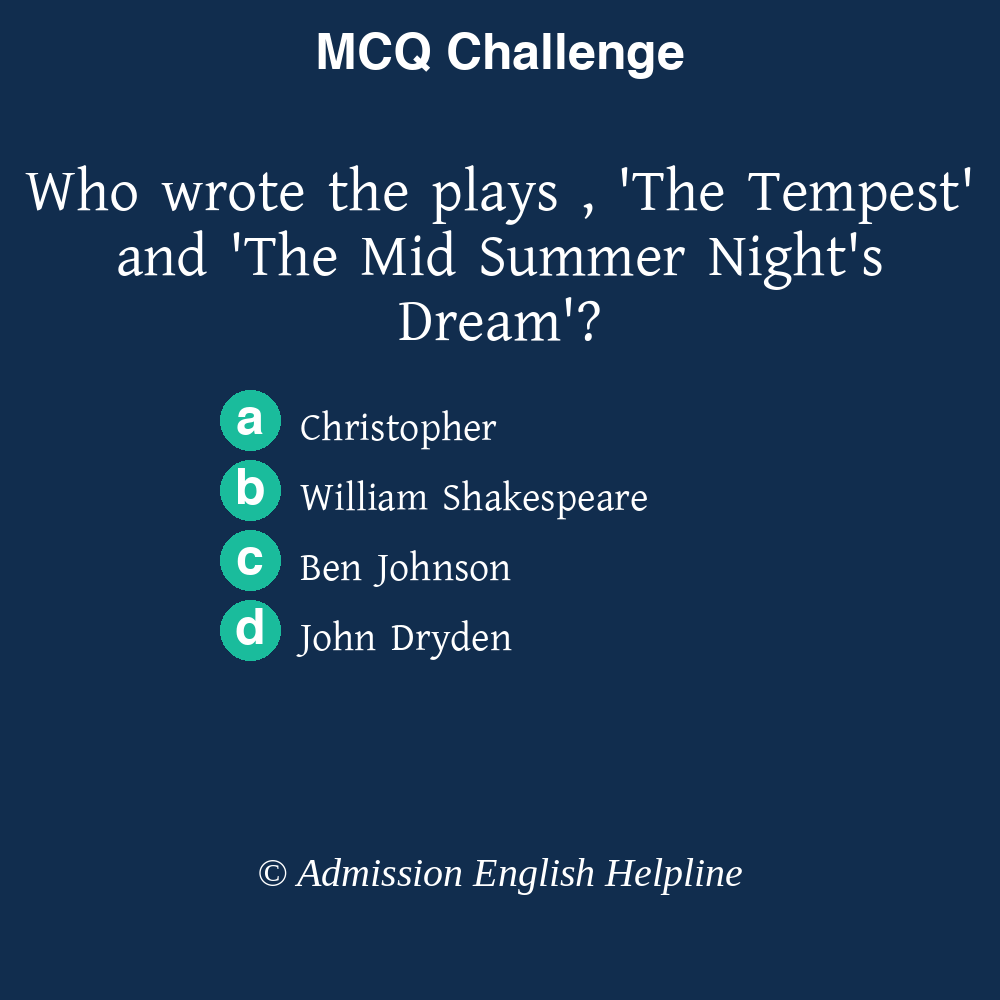 MCQ Challenge
Who wrote the plays , 'The Tempest'
and 'The Mid Summer Night's
Dream'?
a Christopher
b William Shakespeare
c Ben Johnson
d John Dryden
© Admission English Helpline